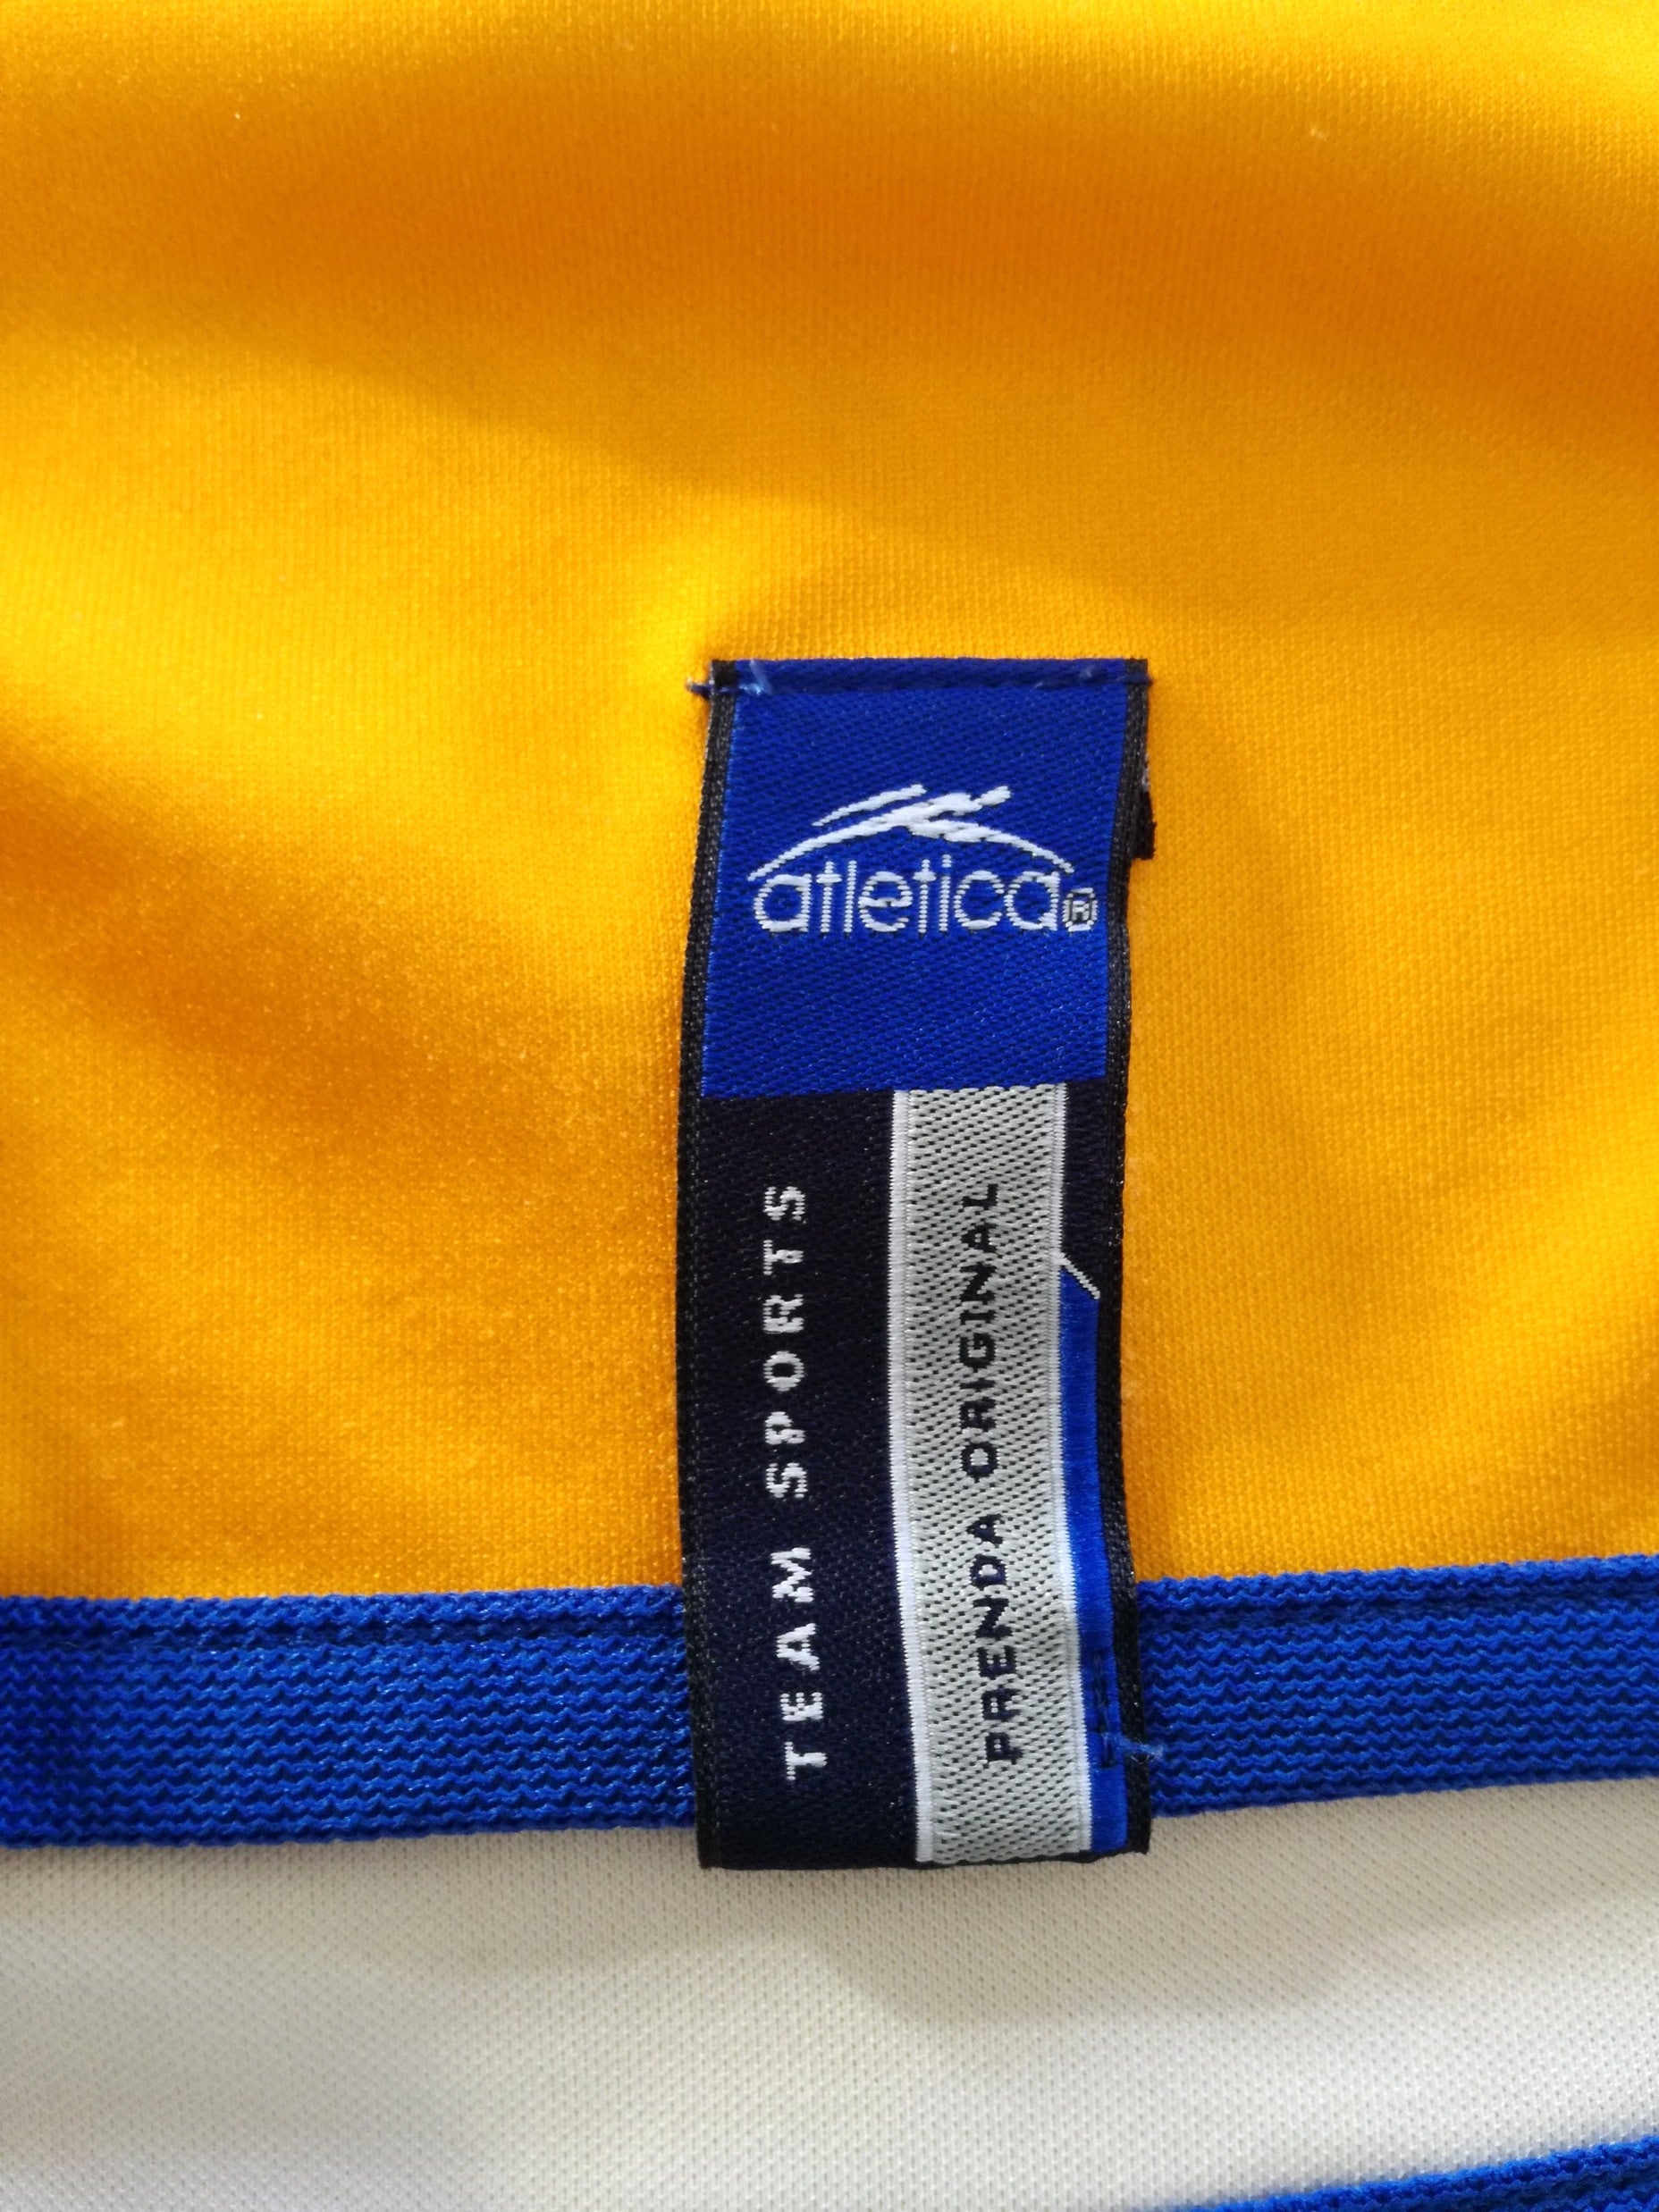 atletica®
TEAM SPORTS
PRENDA ORIGINAL